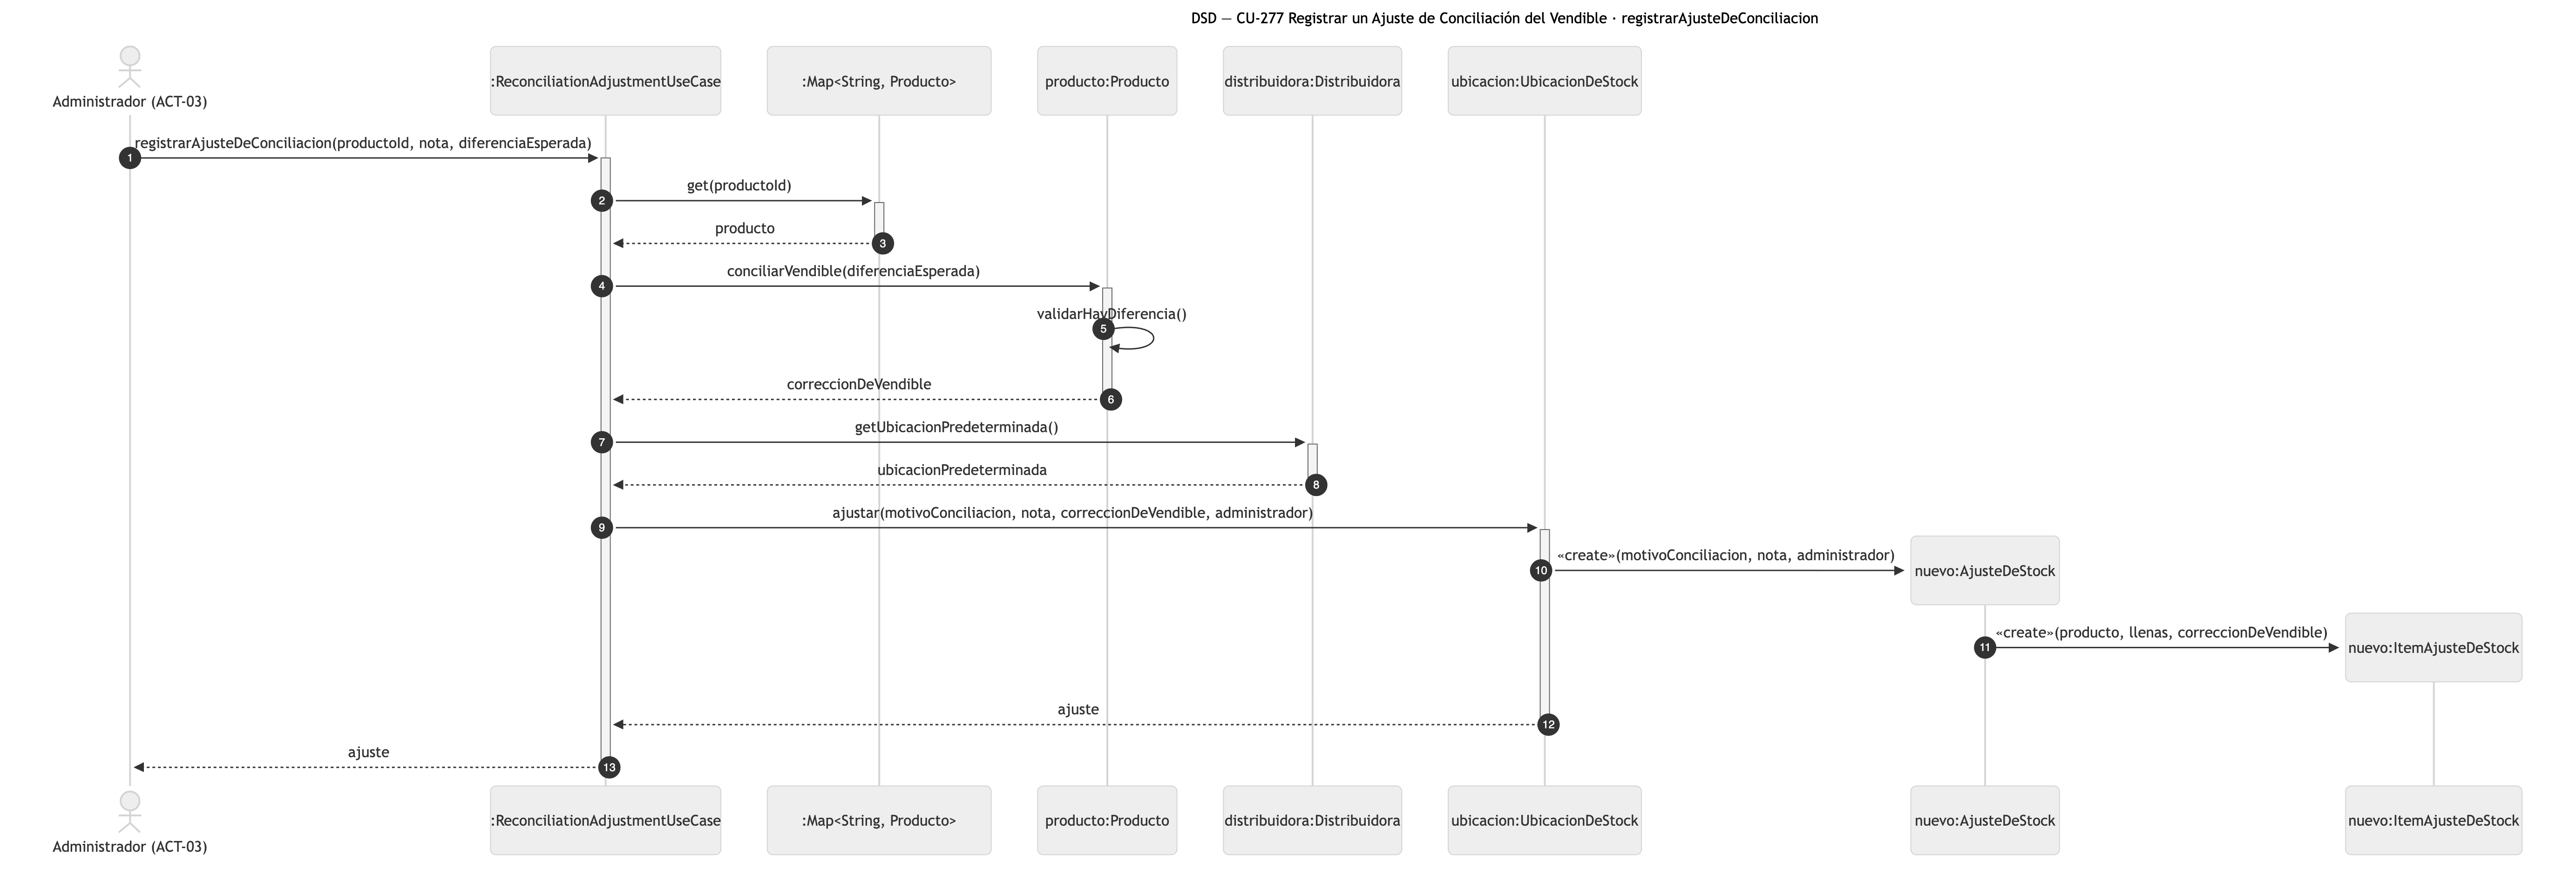 DSD — CU-277 Registrar un Ajuste de Conciliación del Vendible · registrarAjusteDeConciliacion
Administrador (ACT-03)
:ReconciliationAdjustmentUseCase
:Map<String, Producto>
producto:Producto
distribuidora:Distribuidora
ubicacion:UbicacionDeStock
registrarAjusteDeConciliacion(productoId, nota, diferenciaEsperada)
1
get(productoId)
2
producto
3
conciliarVendible(diferenciaEsperada)
4
validarHayDiferencia()
5
correccionDeVendible
6
getUbicacionPredeterminada()
7
ubicacionPredeterminada
8
ajustar(motivoConciliacion, nota, correccionDeVendible, administrador)
9
«create»(motivoConciliacion, nota, administrador)
10
nuevo:AjusteDeStock
«create»(producto, llenas, correccionDeVendible)
11
nuevo:ItemAjusteDeStock
ajuste
12
ajuste
13
Administrador (ACT-03)
:ReconciliationAdjustmentUseCase
:Map<String, Producto>
producto:Producto
distribuidora:Distribuidora
ubicacion:UbicacionDeStock
nuevo:AjusteDeStock
nuevo:ItemAjusteDeStock